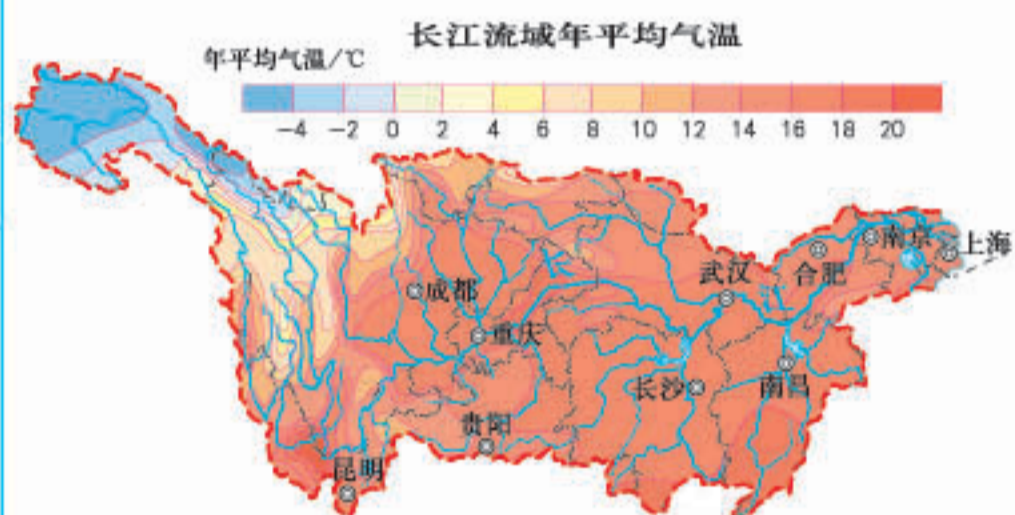 长江流域年平均气温
年平均气温/℃
-4 -2 0 2 4 6 8 10 12 14 16 18 20
南京
上海
合肥
武汉
成都
长
江
重庆
长沙
南昌
贵阳
昆明